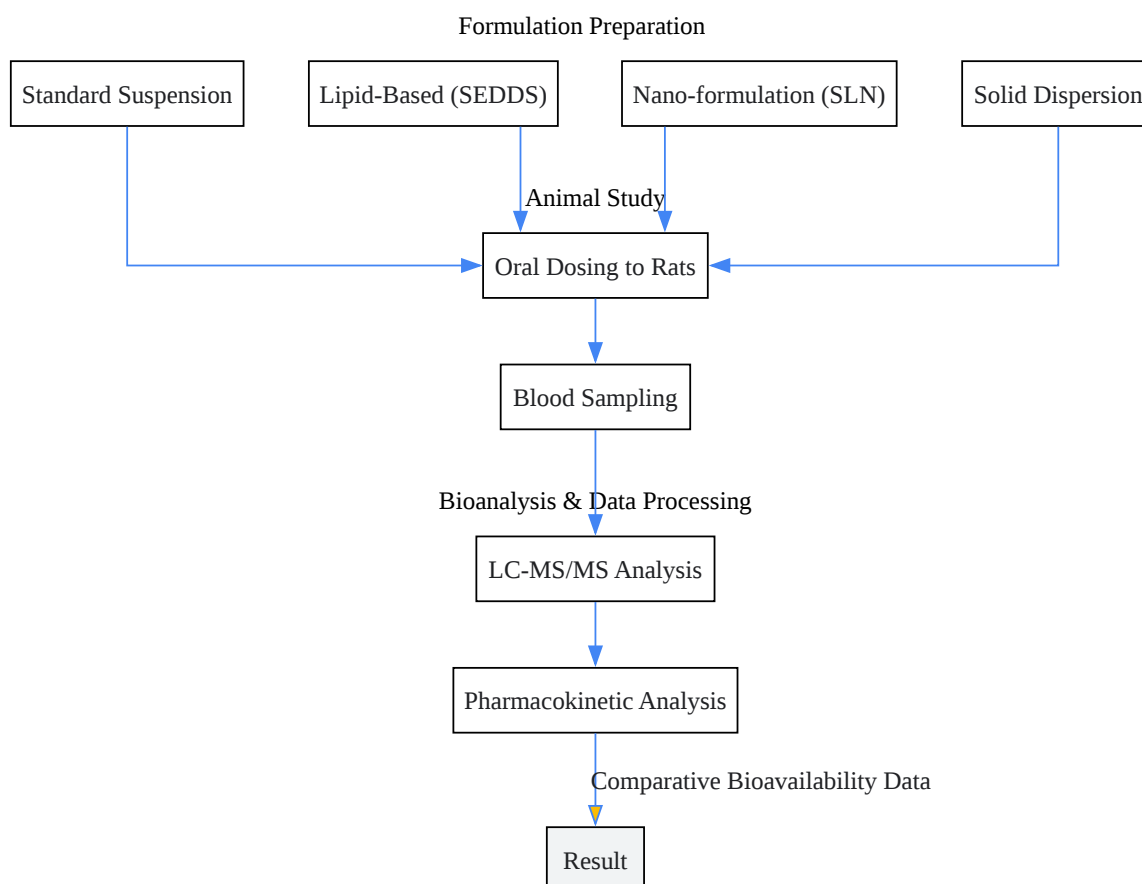 Formulation Preparation
Standard Suspension
Lipid-Based (SEDDS)
Nano-formulation (SLN)
Solid Dispersion
Animal Study
Oral Dosing to Rats
Blood Sampling
Bioanalysis & Data Processing
LC-MS/MS Analysis
Pharmacokinetic Analysis
Comparative Bioavailability Data
Result